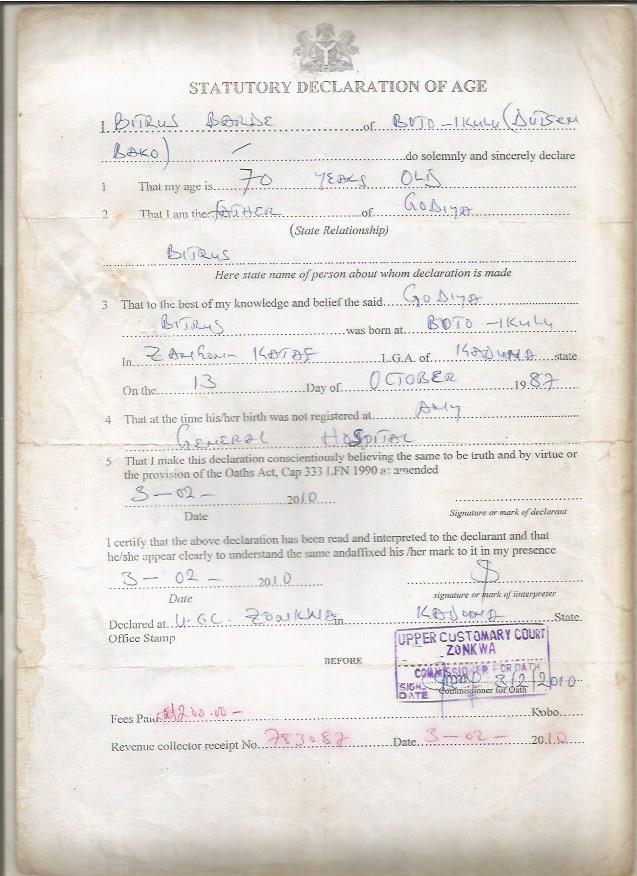 STATUTORY DECLARATION OF AGE
I BITRUS BARDE of BOTO-IKULU (DUTSEN
BAKO) do solemnly and sincerely declare
1 That my age is 70 YEARS OLD
2 That I am the FATHER of GODIYA
(State Relationship)
BITRUS
Here state name of person about whom declaration is made
3 That to the best of my knowledge and belief the said GODIYA
BITRUS was born at BOTO-IKULU
In ZANGON KATAF L.G.A. of KADUNA state
On the 13 Day of OCTOBER 1987
4 That at the time his/her birth was not registered at ANY
GENERAL HOSPITAL
5 That I make this declaration conscientiously believing the same to be truth and by virtue or
the provision of the Oaths Act, Cap 333 LFN 1990 as amended
3-02- 2010
Date Signature or mark of declarant
I certify that the above declaration has been read and interpreted to the declarant and that
he/she appear clearly to understand the same andaffixed his /her mark to it in my presence
3-02- 2010
Date signature or mark of iinterpreter
Declared at U.G.C. ZONKWA in KADUNA State.
Office Stamp
UPPER CUSTOMARY COURT
ZONKWA
BEFORE
COMMISSIONER FOR OATH
SIGN 3/2/2010
DATE Commissioner for Oath
Fees Paid ₦200.00- Kobo
Revenue collector receipt No. 783087 Date 3-02- 2010